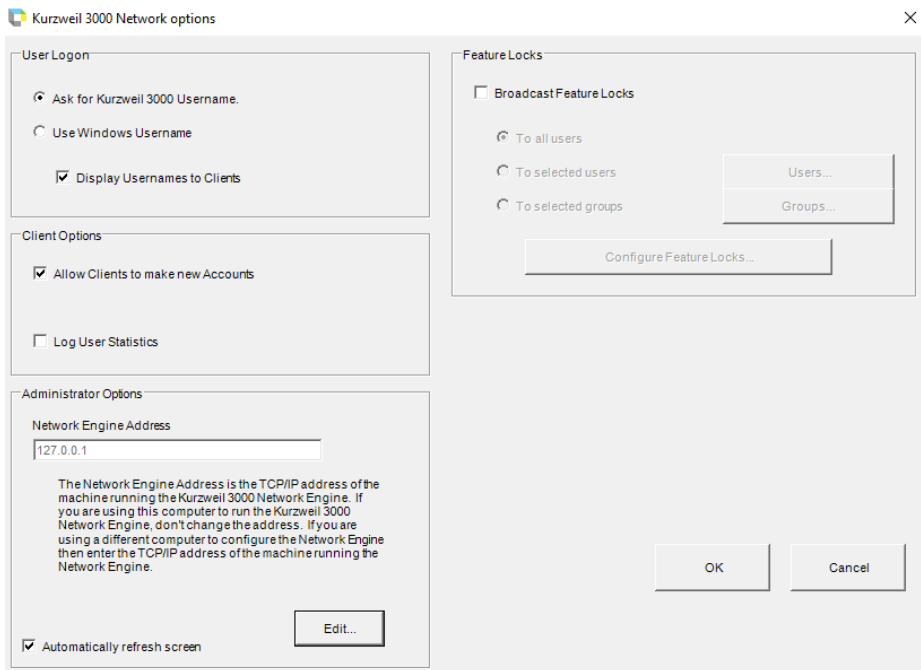 Kurzweil 3000 Network options
User Logon
Ask for Kurzweil 3000 Username.
Use Windows Username
Display Usernames to Clients
Client Options
Allow Clients to make new Accounts
Log User Statistics
Administrator Options
Network Engine Address
127.0.0.1
The Network Engine Address is the TCP/IP address of the
machine running the Kurzweil 3000 Network Engine. If
you are using this computer to run the Kurzweil 3000
Network Engine, don't change the address. If you are
using a different computer to configure the Network Engine
then enter the TCP/IP address of the machine running the
Network Engine.
Edit...
Automatically refresh screen
Feature Locks
Broadcast Feature Locks
To all users
To selected users
Users...
To selected groups
Groups...
Configure Feature Locks...
OK
Cancel